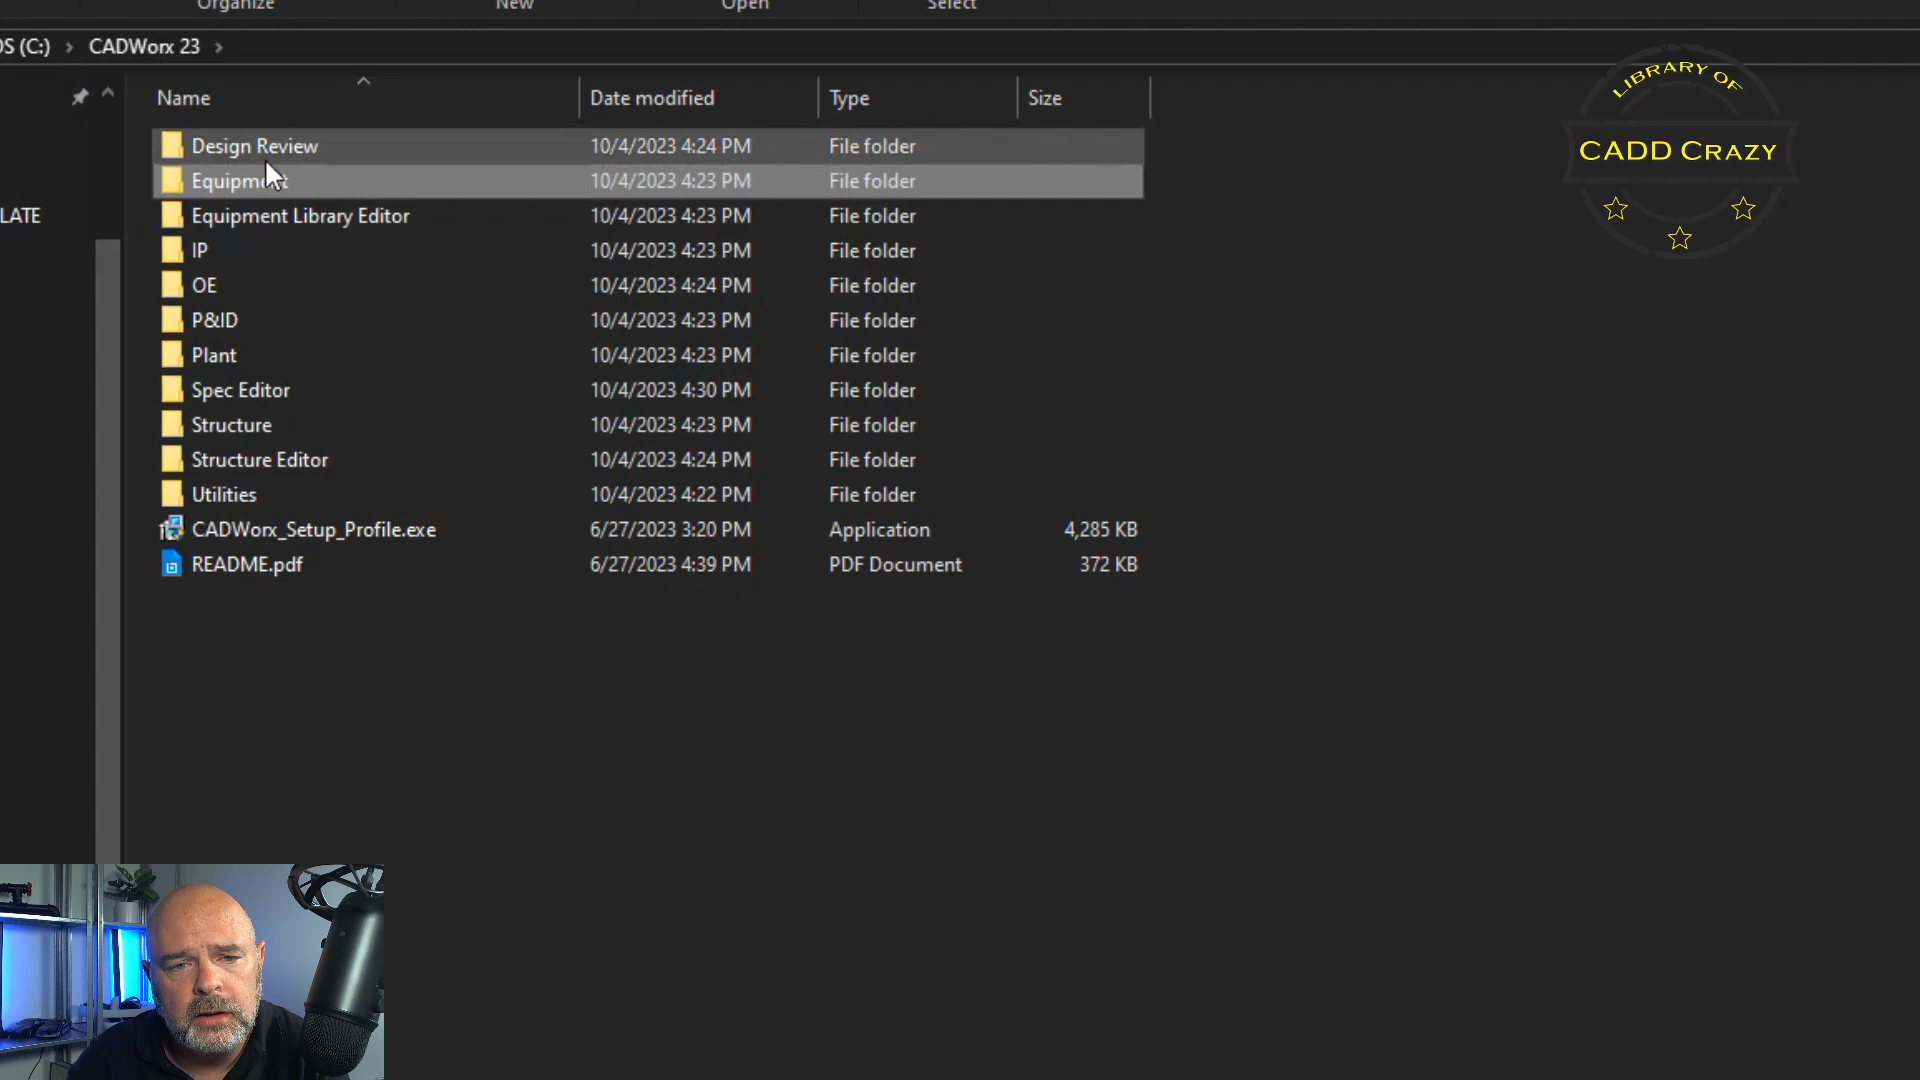 Organize New Open Select
OS (C:) > CADWorx 23 >
Name Date modified Type Size
Design Review 10/4/2023 4:24 PM File folder
Equipment 10/4/2023 4:23 PM File folder
LATE
Equipment Library Editor 10/4/2023 4:23 PM File folder
IP 10/4/2023 4:23 PM File folder
OE 10/4/2023 4:24 PM File folder
P&ID 10/4/2023 4:23 PM File folder
Plant 10/4/2023 4:23 PM File folder
Spec Editor 10/4/2023 4:30 PM File folder
Structure 10/4/2023 4:23 PM File folder
Structure Editor 10/4/2023 4:24 PM File folder
Utilities 10/4/2023 4:22 PM File folder
CADWorx_Setup_Profile.exe 6/27/2023 3:20 PM Application 4,285 KB
README.pdf 6/27/2023 4:39 PM PDF Document 372 KB
LIBRARY OF
CADD CRAZY